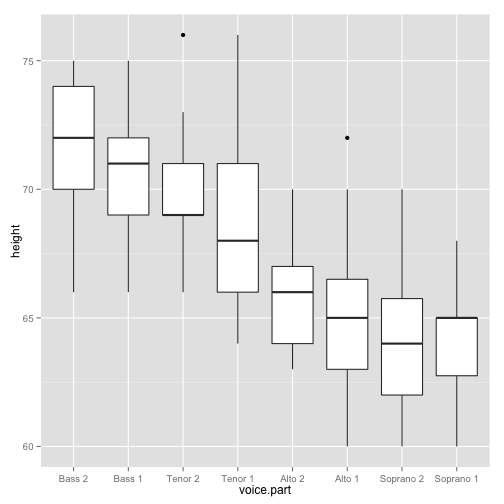 height
75
70
65
60
Bass 2 Bass 1 Tenor 2 Tenor 1 Alto 2 Alto 1 Soprano 2 Soprano 1
voice.part